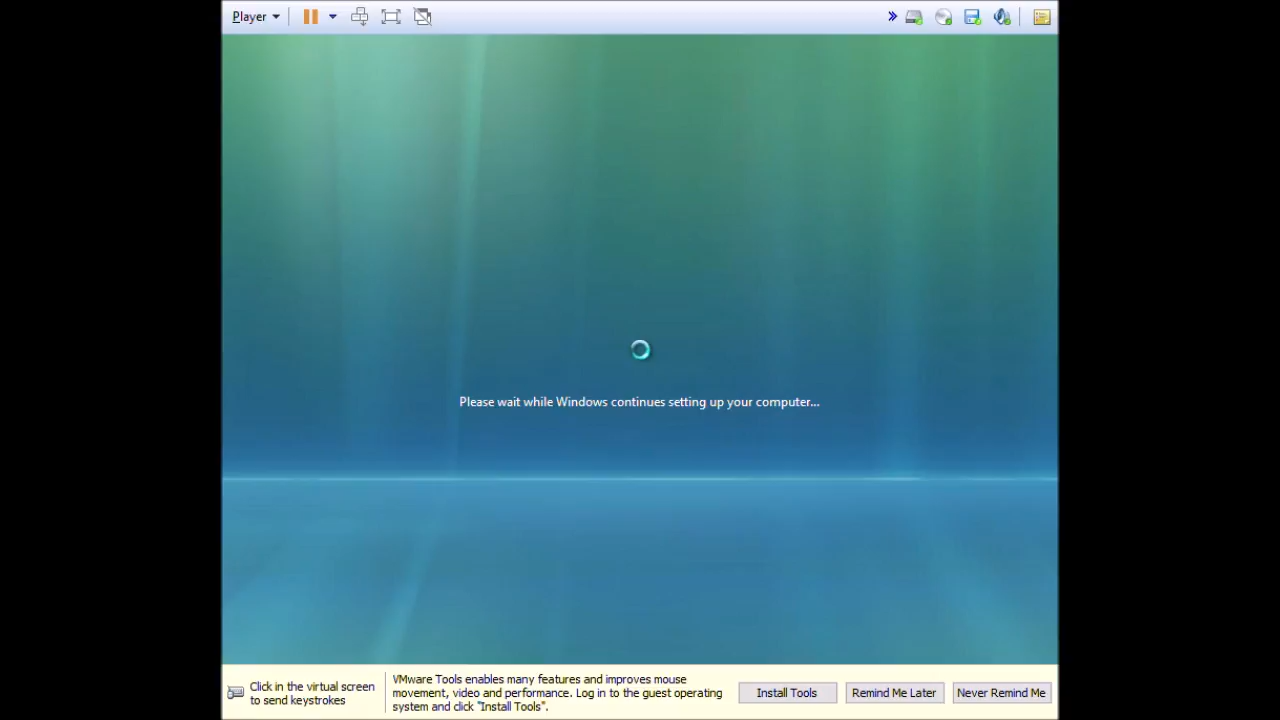 Player
Please wait while Windows continues setting up your computer...
Click in the virtual screen
to send keystrokes
VMware Tools enables many features and improves mouse
movement, video and performance. Log in to the guest operating
system and click "Install Tools".
Install Tools
Remind Me Later
Never Remind Me